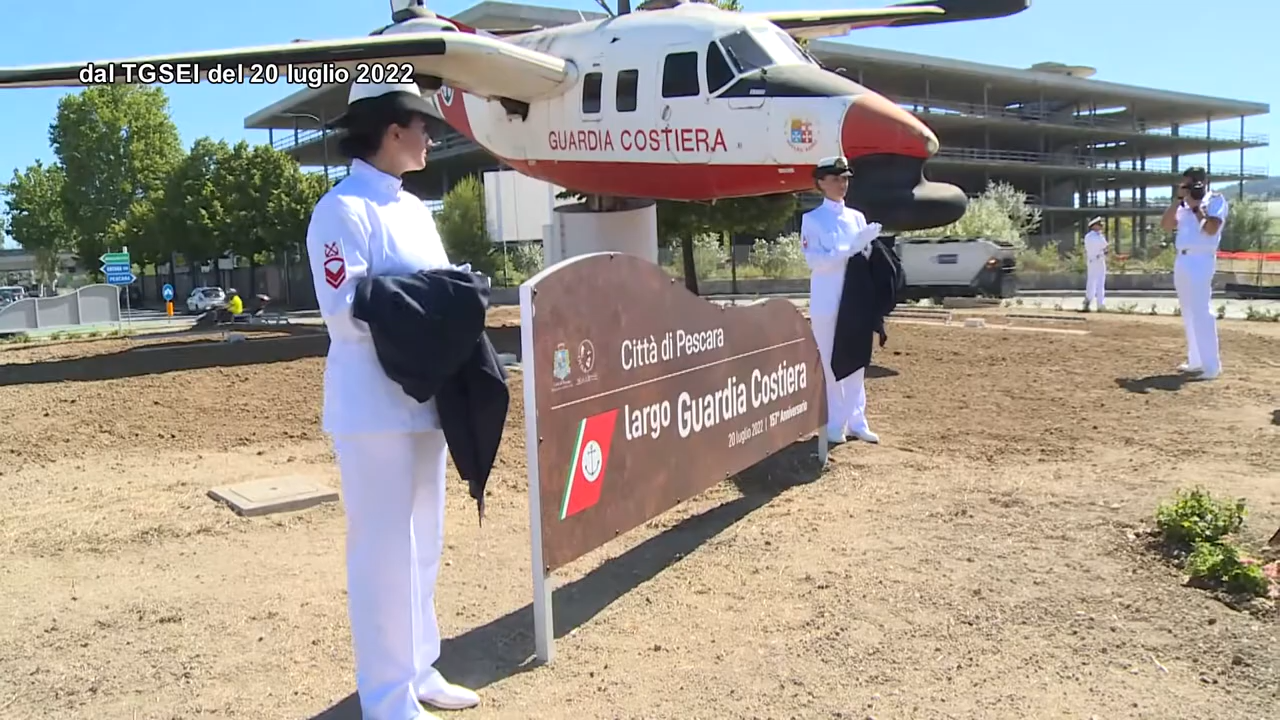 dal TGSEI del 20 luglio 2022
GUARDIA COSTIERA
Città di Pescara
largo Guardia Costiera
20 luglio 2022 | 157° Anniversario
PESCARA